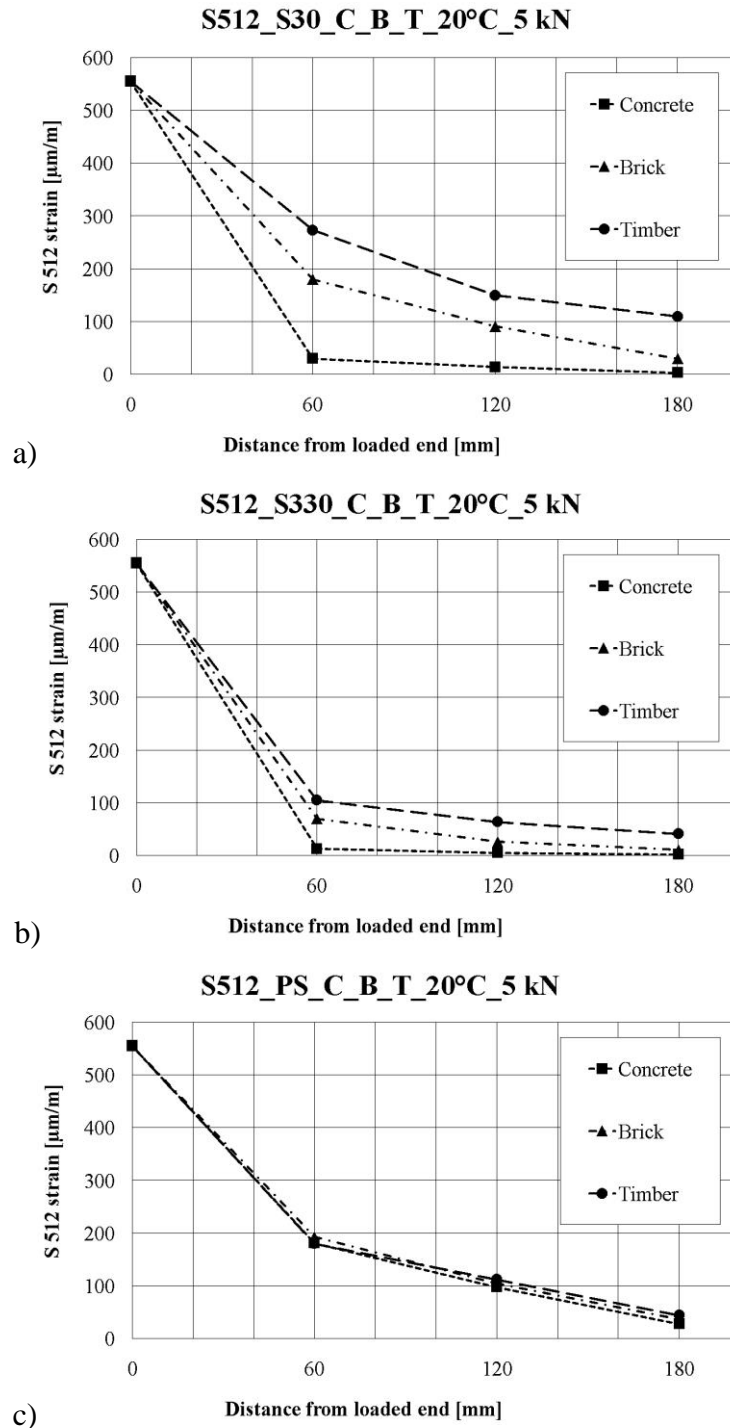 S512_S30_C_B_T_20°C_5 kN
600
500
400
300
200
100
0
S 512 strain [µm/m]
Concrete
Brick
Timber
0 60 120 180
Distance from loaded end [mm]
a)
S512_S330_C_B_T_20°C_5 kN
600
500
400
300
200
100
0
S 512 strain [µm/m]
Concrete
Brick
Timber
0 60 120 180
Distance from loaded end [mm]
b)
S512_PS_C_B_T_20°C_5 kN
600
500
400
300
200
100
0
S 512 strain [µm/m]
Concrete
Brick
Timber
0 60 120 180
Distance from loaded end [mm]
c)